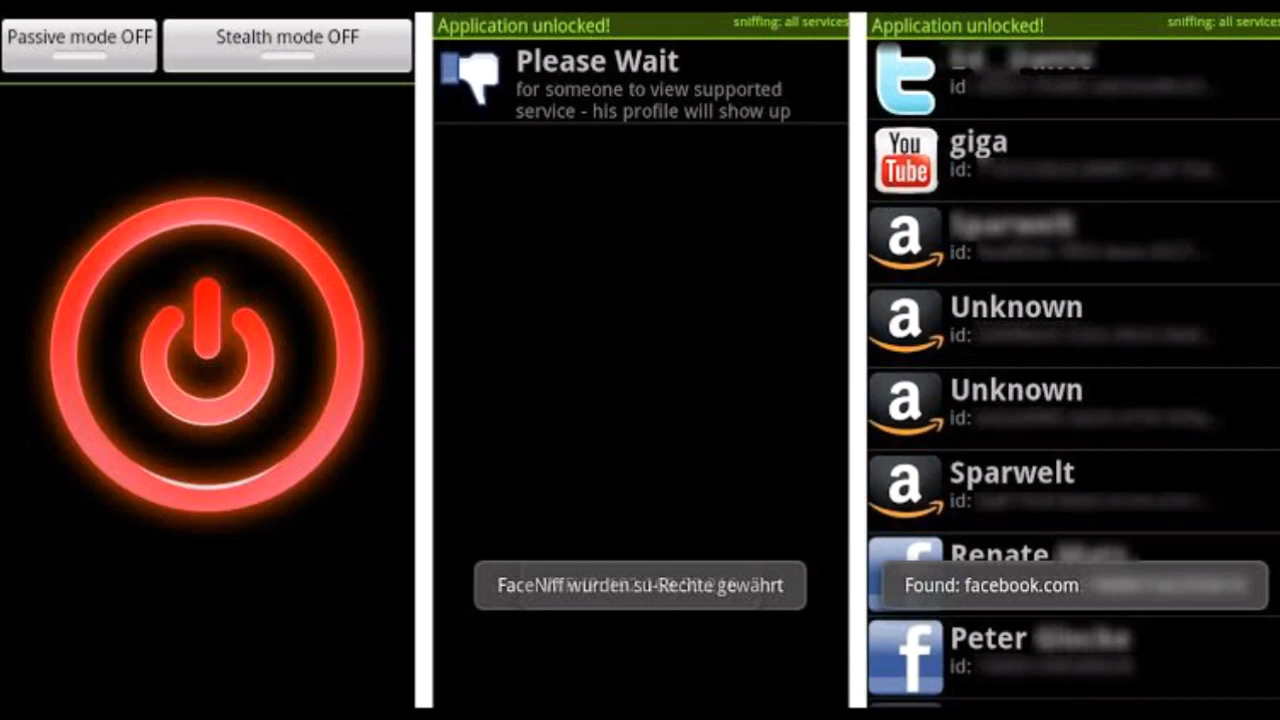 Passive mode OFF
Stealth mode OFF
Application unlocked!
sniffing: all services
Please Wait
for someone to view supported
service - his profile will show up
FaceNiff wurden su-Rechte gewährt
Application unlocked!
sniffing: all services
id
You
Tube
giga
id:
a
id:
a
Unknown
id:
a
Unknown
id:
a
Sparwelt
id:
Renate
Found: facebook.com
Peter
id: